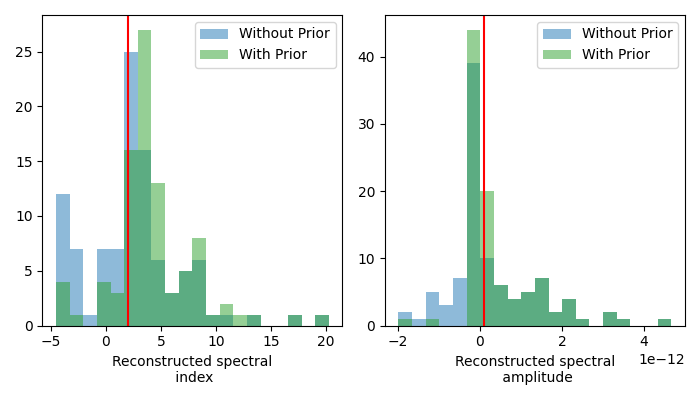 Without Prior
With Prior
25
20
15
10
5
0
−5
0
5
10
15
20
Reconstructed spectral
index
Without Prior
With Prior
40
30
20
10
0
−2
0
2
4
1e−12
Reconstructed spectral
amplitude